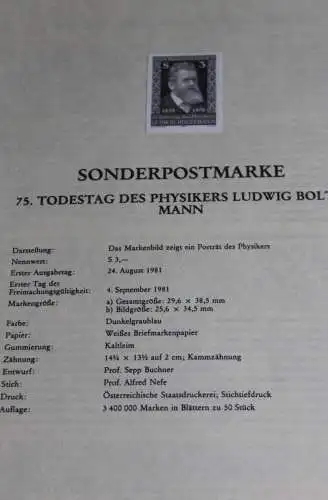 S 3
SONDERPOSTMARKE
75. TODESTAG DES PHYSIKERS LUDWIG BOLT
MANN
Darstellung: Das Markenbild zeigt ein Porträt des Physikers
Nennwert: S 3,—
Erster Ausgabetag: 24. August 1981
Erster Tag der
Freimachungsgültigkeit: 4. September 1981
Markengröße: a) Gesamtgröße: 29,6 × 38,5 mm
b) Bildgröße: 25,6 × 34,5 mm
Farbe: Dunkelgraublau
Papier: Weißes Briefmarkenpapier
Gummierung: Kaltleim
Zähnung: 14¾ × 13½ auf 2 cm; Kammzähnung
Entwurf: Prof. Sepp Buchner
Stich: Prof. Alfred Nefe
Druck: Österreichische Staatsdruckerei; Stichtiefdruck
Auflage: 3 400 000 Marken in Blättern zu 50 Stück